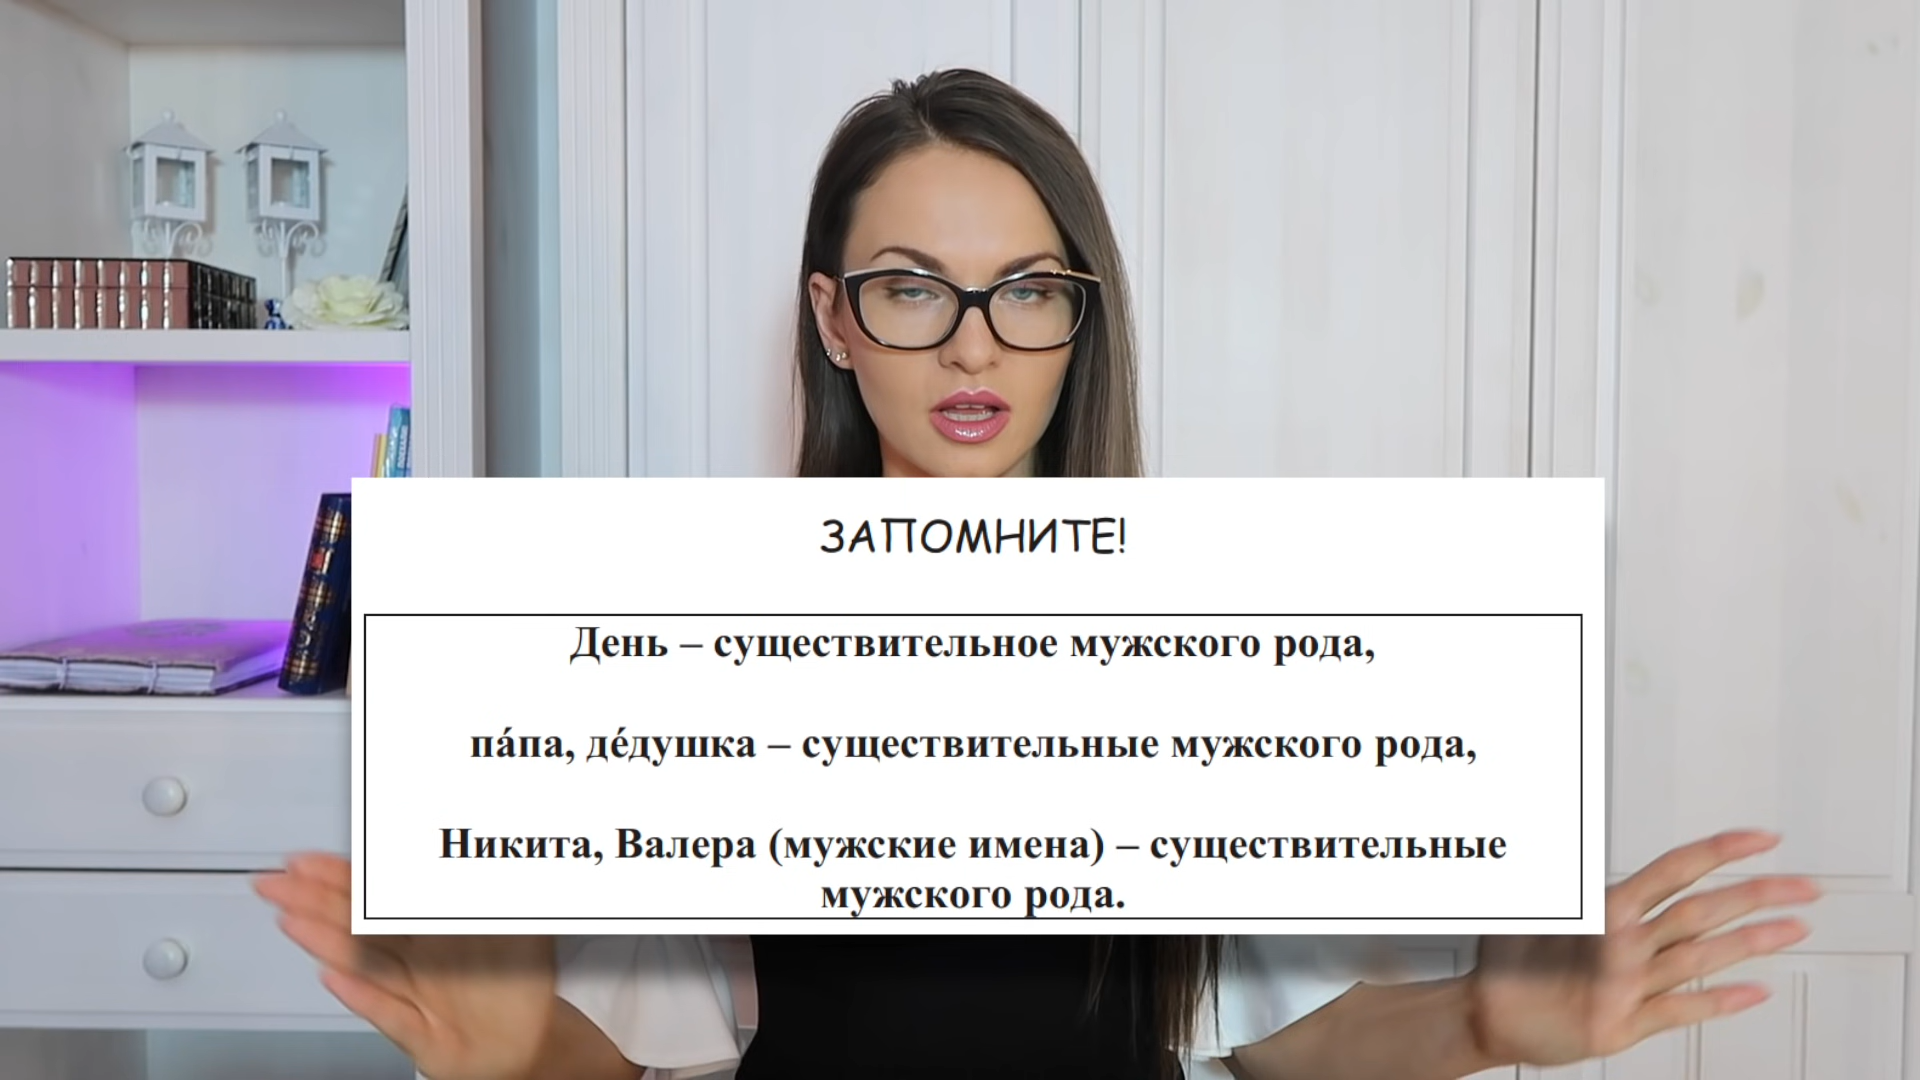 ЗАПОМНИТЕ!
День – существительное мужского рода,
па́па, де́душка – существительные мужского рода,
Никита, Валера (мужские имена) – существительные
мужского рода.